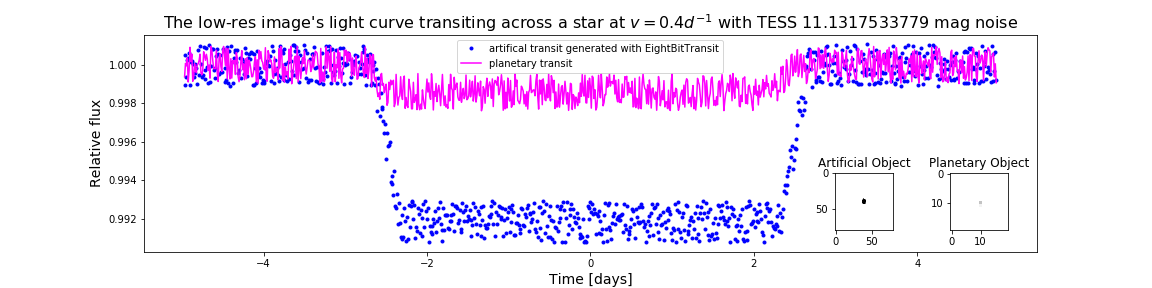 The low-res image's light curve transiting across a star at v = 0.4d⁻¹ with TESS 11.1317533779 mag noise
artifical transit generated with EightBitTransit
planetary transit
Relative flux
1.000
0.998
0.996
0.994
0.992
Artificial Object
Planetary Object
0
50
0
50
0
10
0
10
−4
−2
0
2
4
Time [days]